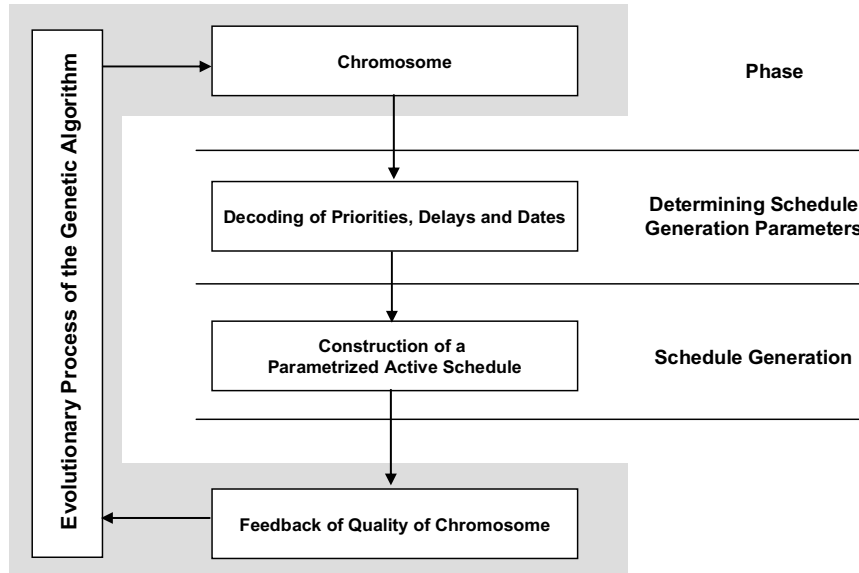 Evolutionary Process of the Genetic Algorithm
Chromosome
Phase
Decoding of Priorities, Delays and Dates
Determining Schedule
Generation Parameters
Construction of a
Parametrized Active Schedule
Schedule Generation
Feedback of Quality of Chromosome